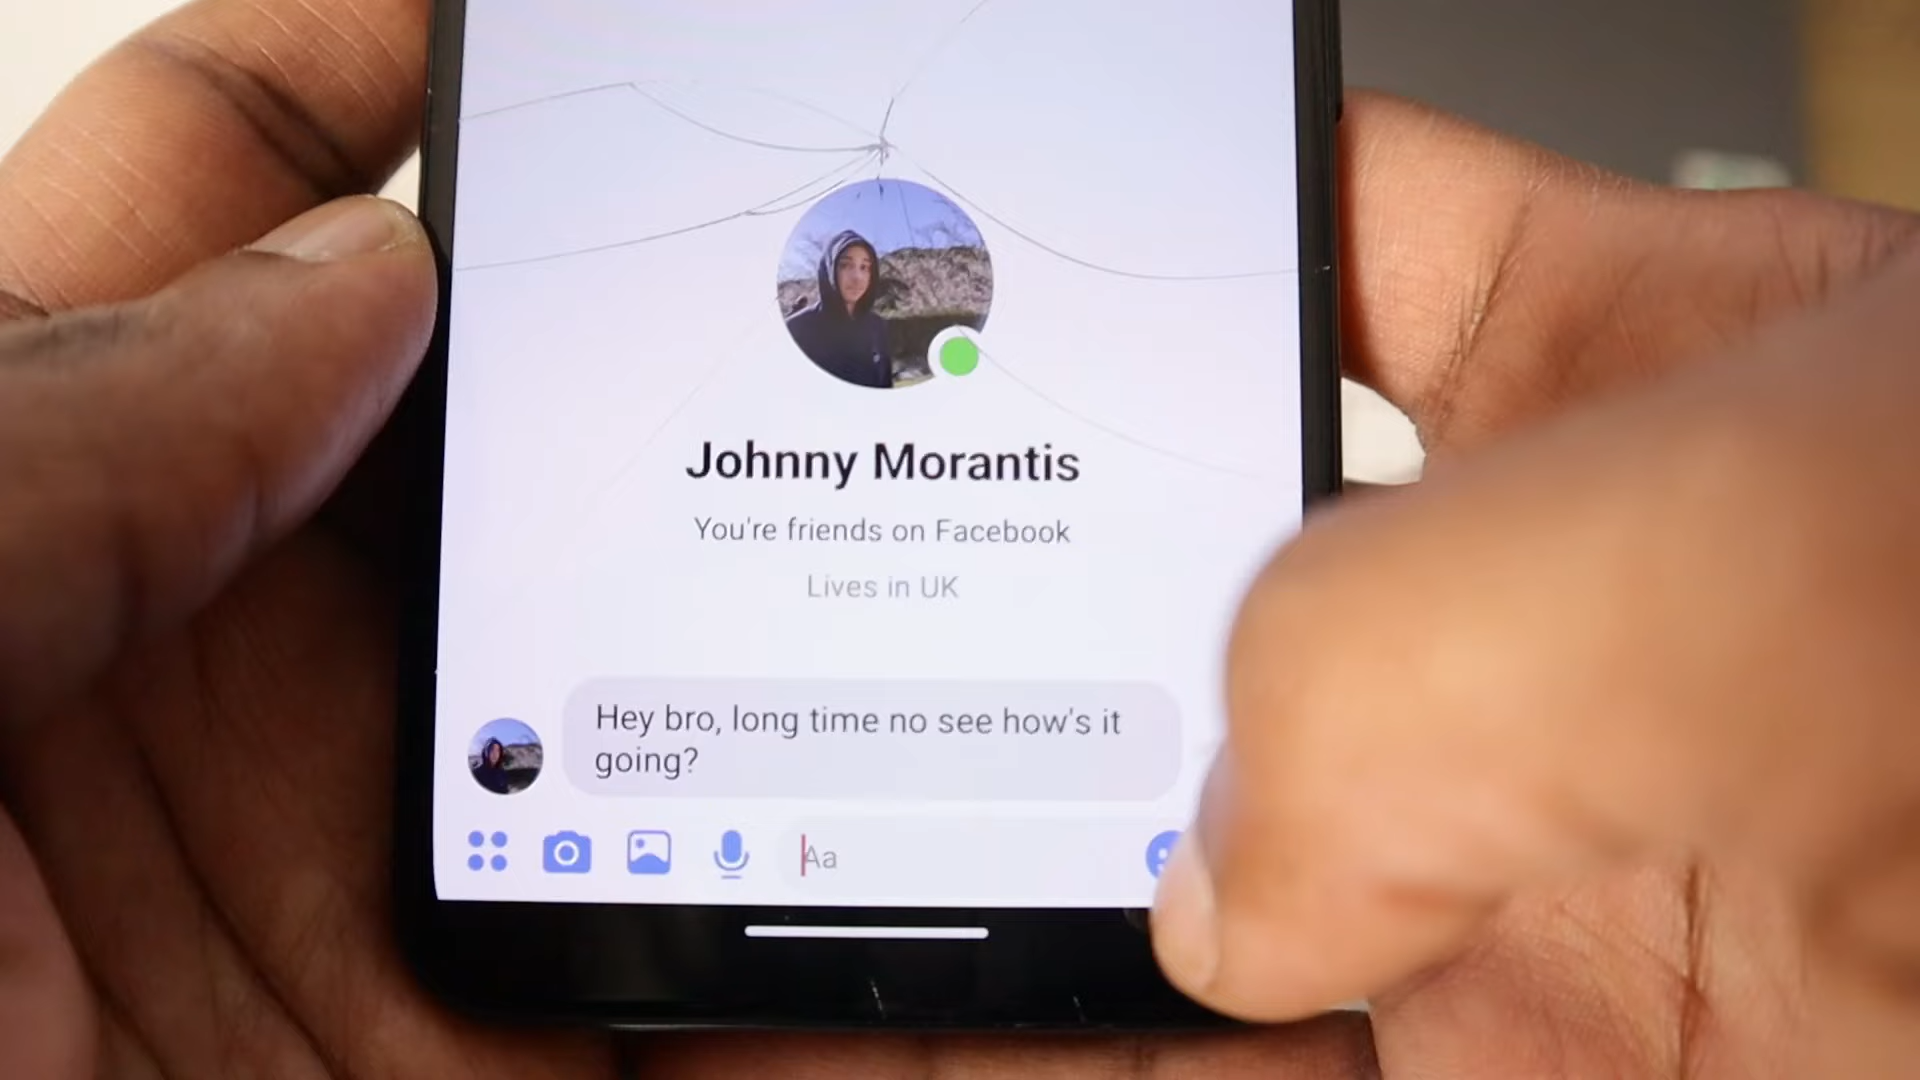 Johnny Morantis
You're friends on Facebook
Lives in UK
Hey bro, long time no see how's it
going?
Aa